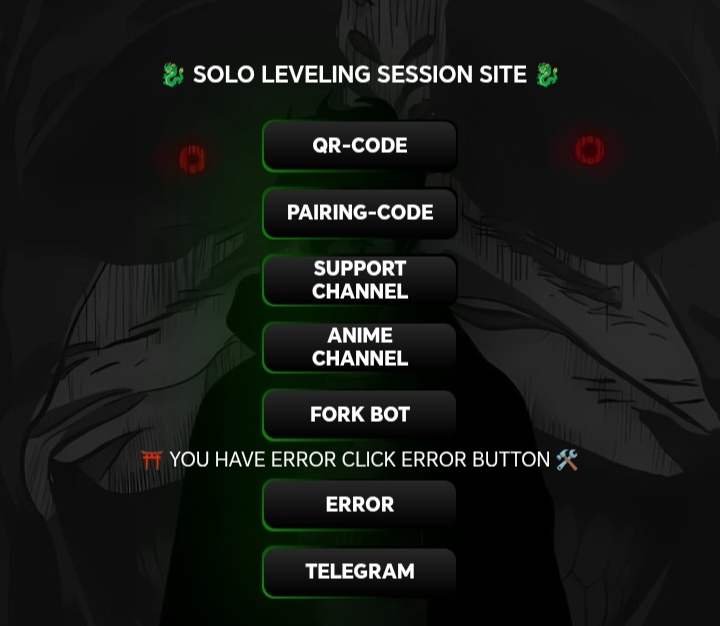 🐉 SOLO LEVELING SESSION SITE 🐉
QR-CODE
PAIRING-CODE
SUPPORT
CHANNEL
ANIME
CHANNEL
FORK BOT
⛩️ YOU HAVE ERROR CLICK ERROR BUTTON 🛠️
ERROR
TELEGRAM